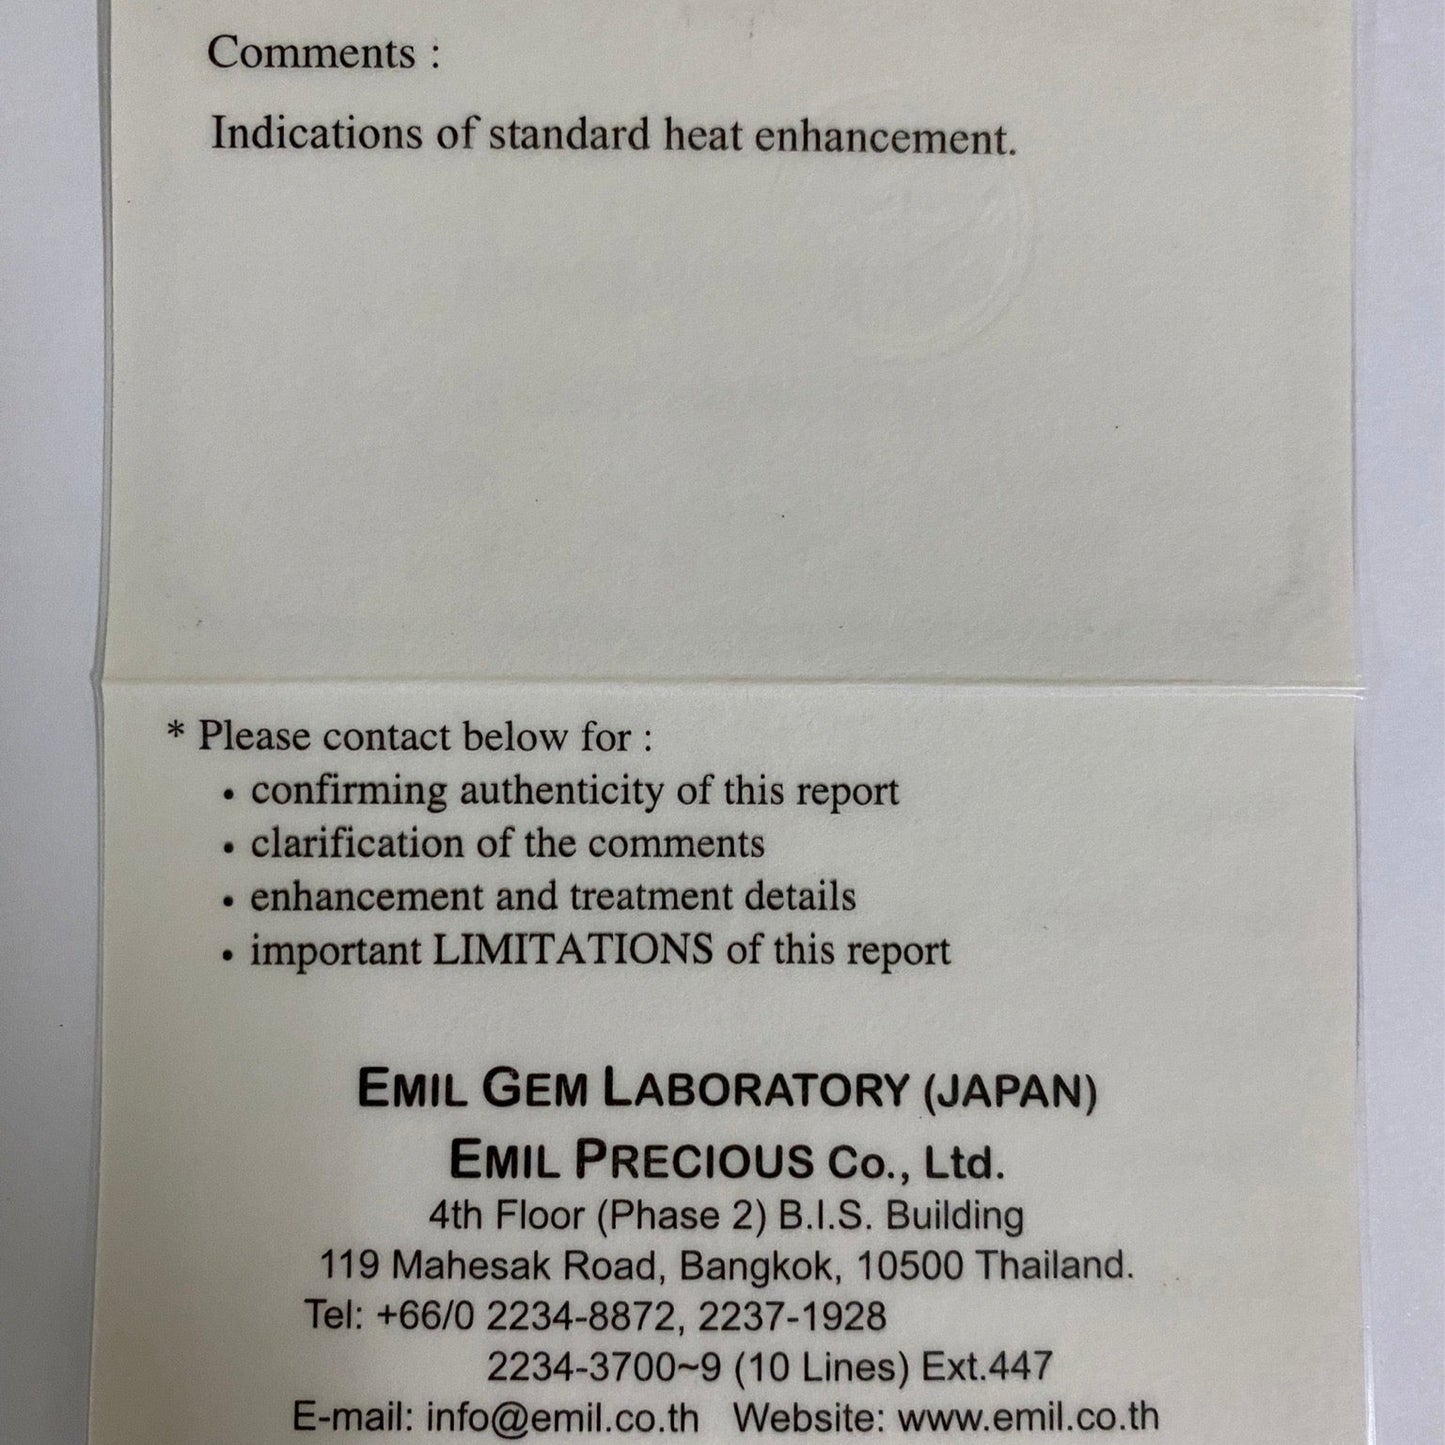 Comments :
Indications of standard heat enhancement.
* Please contact below for :
• confirming authenticity of this report
• clarification of the comments
• enhancement and treatment details
• important LIMITATIONS of this report
EMIL GEM LABORATORY (JAPAN)
EMIL PRECIOUS Co., Ltd.
4th Floor (Phase 2) B.I.S. Building
119 Mahesak Road, Bangkok, 10500 Thailand.
Tel: +66/0 2234-8872, 2237-1928
2234-3700~9 (10 Lines) Ext.447
E-mail: info@emil.co.th Website: www.emil.co.th